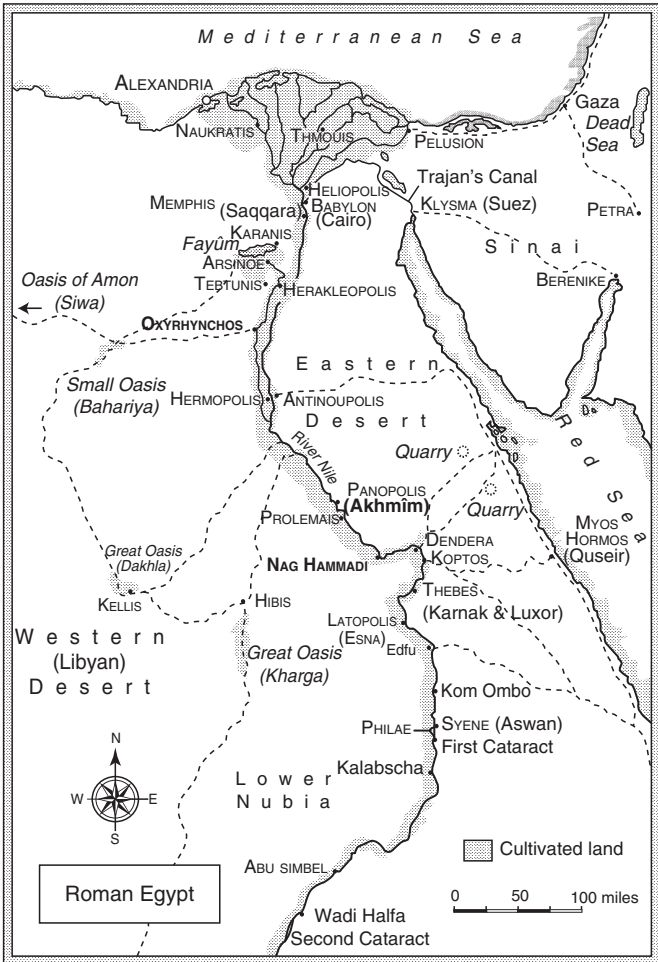 Mediterranean Sea
ALEXANDRIA
NAUKRATIS
THMOUIS
PELUSION
Gaza
Dead
Sea
HELIOPOLIS
Trajan's Canal
MEMPHIS
(Saqqara)
BABYLON
(Cairo)
KLYSMA (Suez)
PETRA
KARANIS
Fayûm
ARSINOE
Sinai
Oasis of Amon
(Siwa)
TEBTUNIS
HERAKLEOPOLIS
BERENIKE
OXYRHYNCHOS
Eastern
Desert
Small Oasis
(Bahariya)
HERMOPOLIS
ANTINOUPOLIS
River Nile
Quarry
Red Sea
PANOPOLIS
(Akhmîm)
Quarry
PROLEMAIS
MYOS
HORMOS
(Quseir)
Great Oasis
(Dakhla)
NAG HAMMADI
DENDERA
KOPTOS
KELLIS
HIBIS
THEBES
(Karnak & Luxor)
LATOPOLIS
(ESNA)
Western
(Libyan)
Desert
Great Oasis
(Kharga)
Edfu
Kom Ombo
PHILAE
SYENE (Aswan)
First Cataract
N
W
E
S
Lower
Nubia
Kalabscha
Cultivated land
ABU SIMBEL
Roman Egypt
0 50 100 miles
Wadi Halfa
Second Cataract